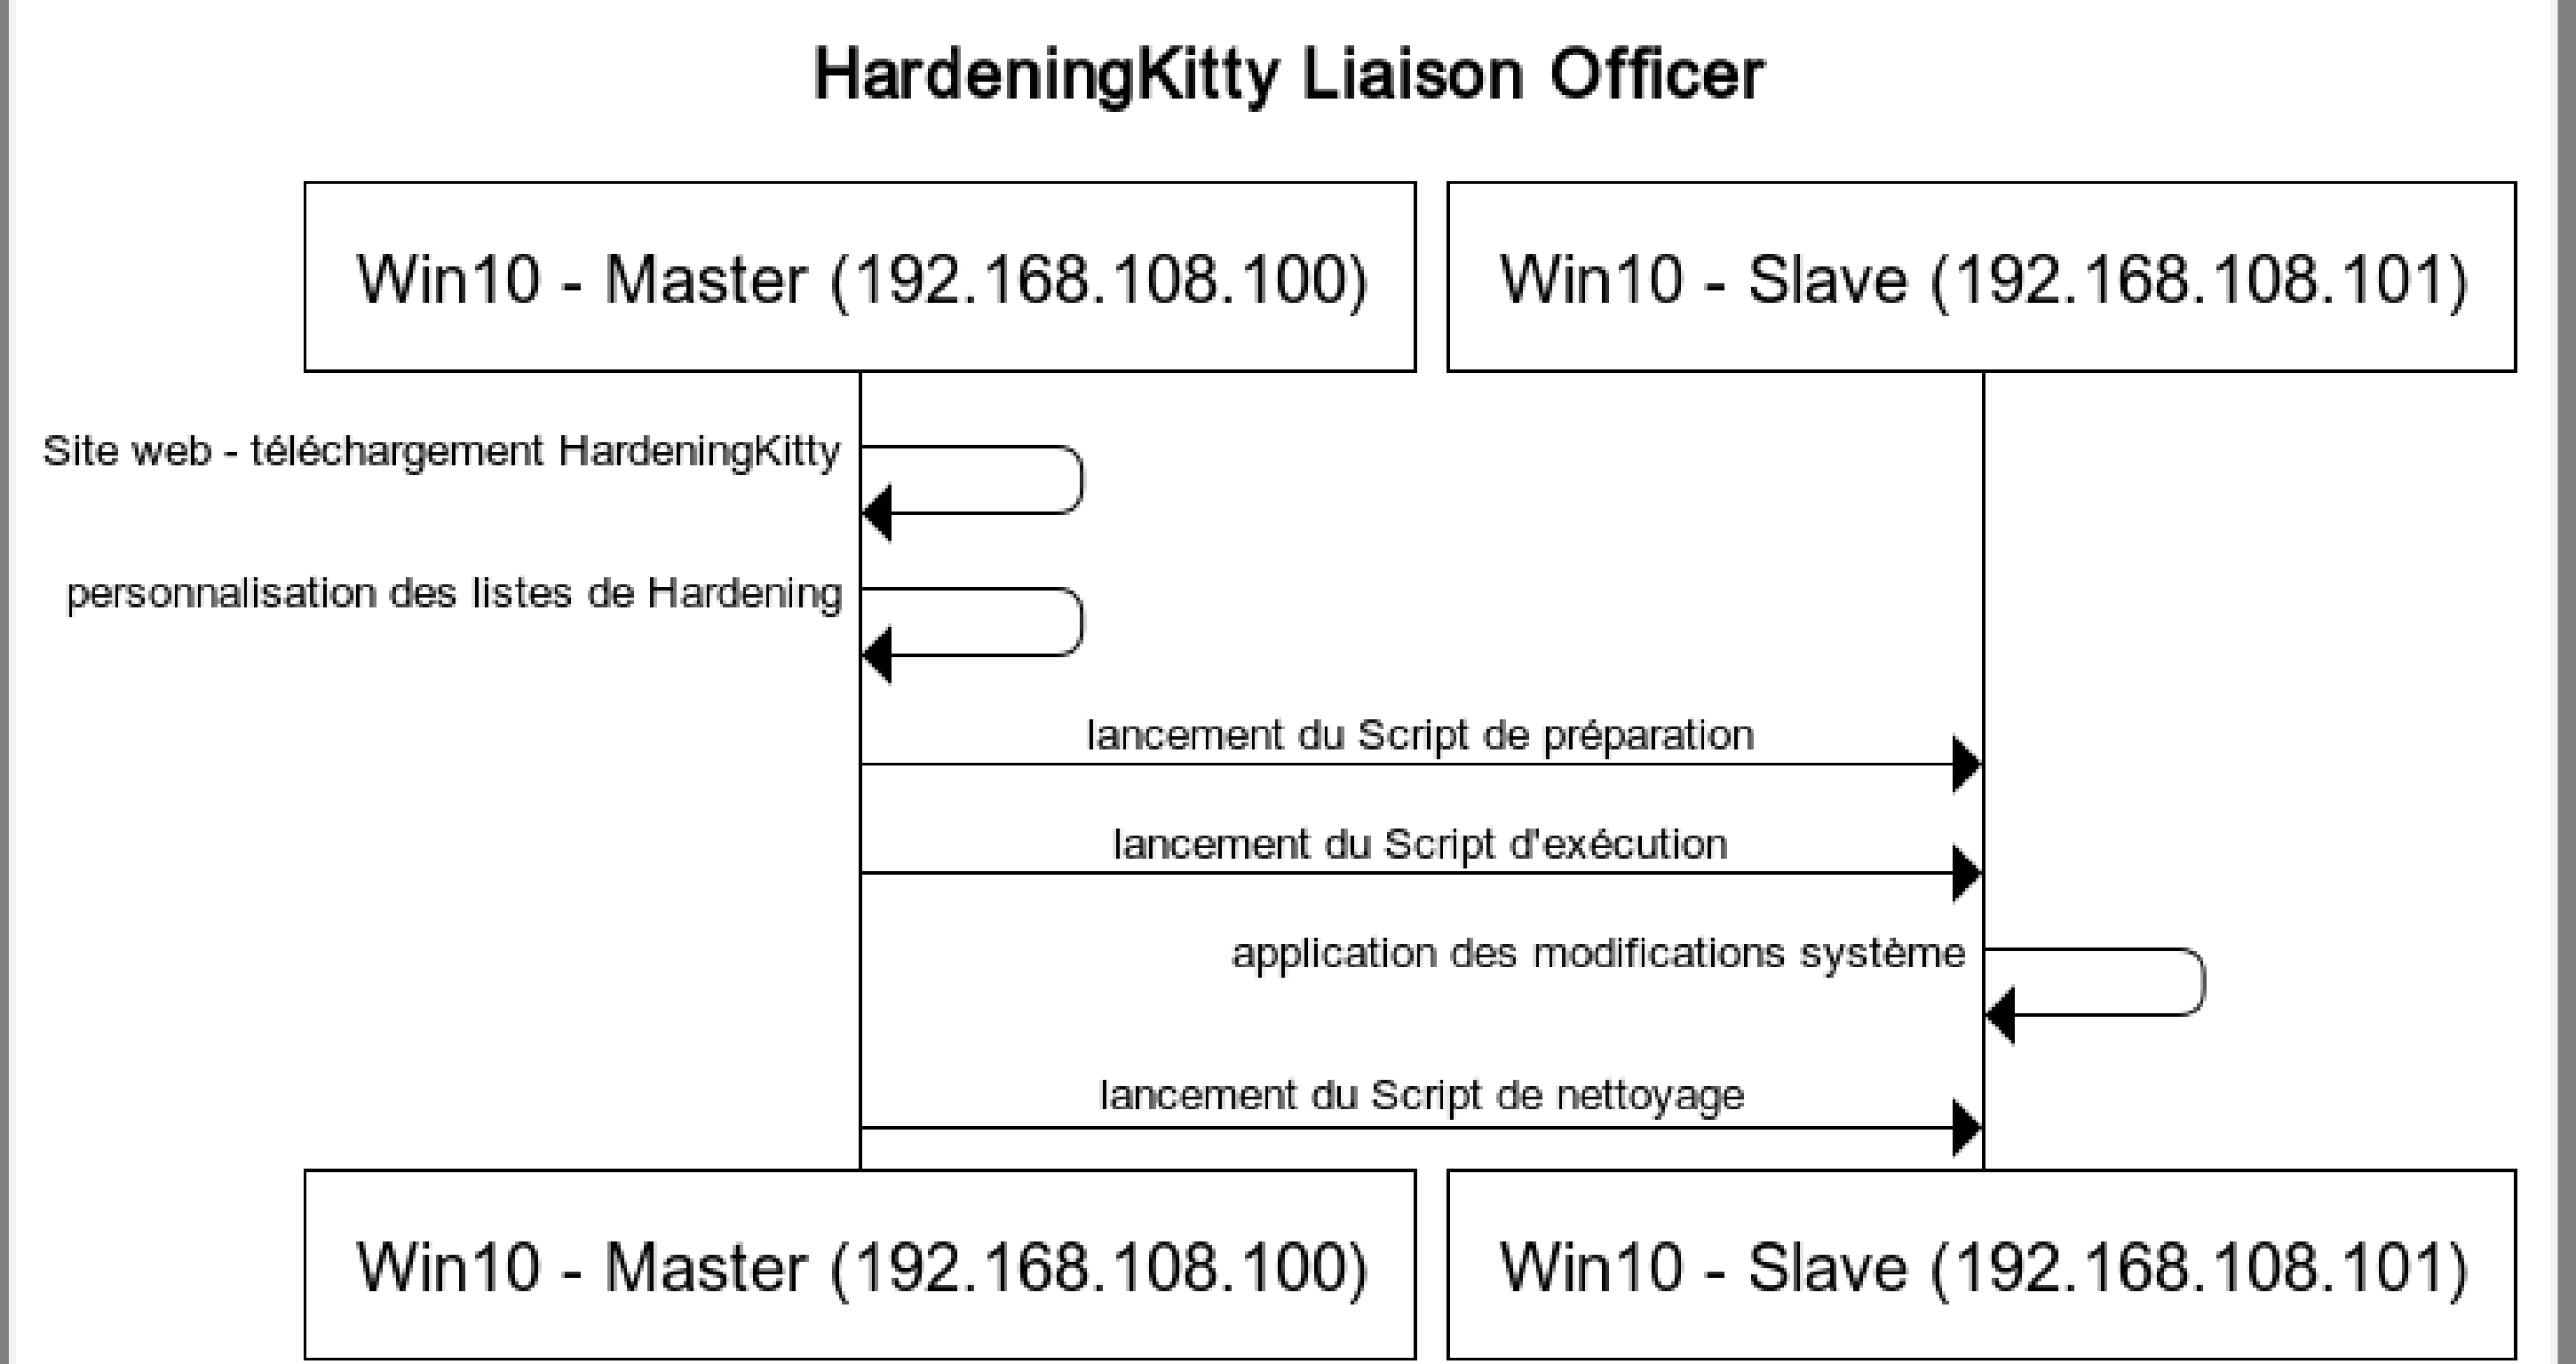 HardeningKitty Liaison Officer
Win10 - Master (192.168.108.100)
Win10 - Slave (192.168.108.101)
Site web - téléchargement HardeningKitty
personnalisation des listes de Hardening
lancement du Script de préparation
lancement du Script d'exécution
application des modifications système
lancement du Script de nettoyage
Win10 - Master (192.168.108.100)
Win10 - Slave (192.168.108.101)